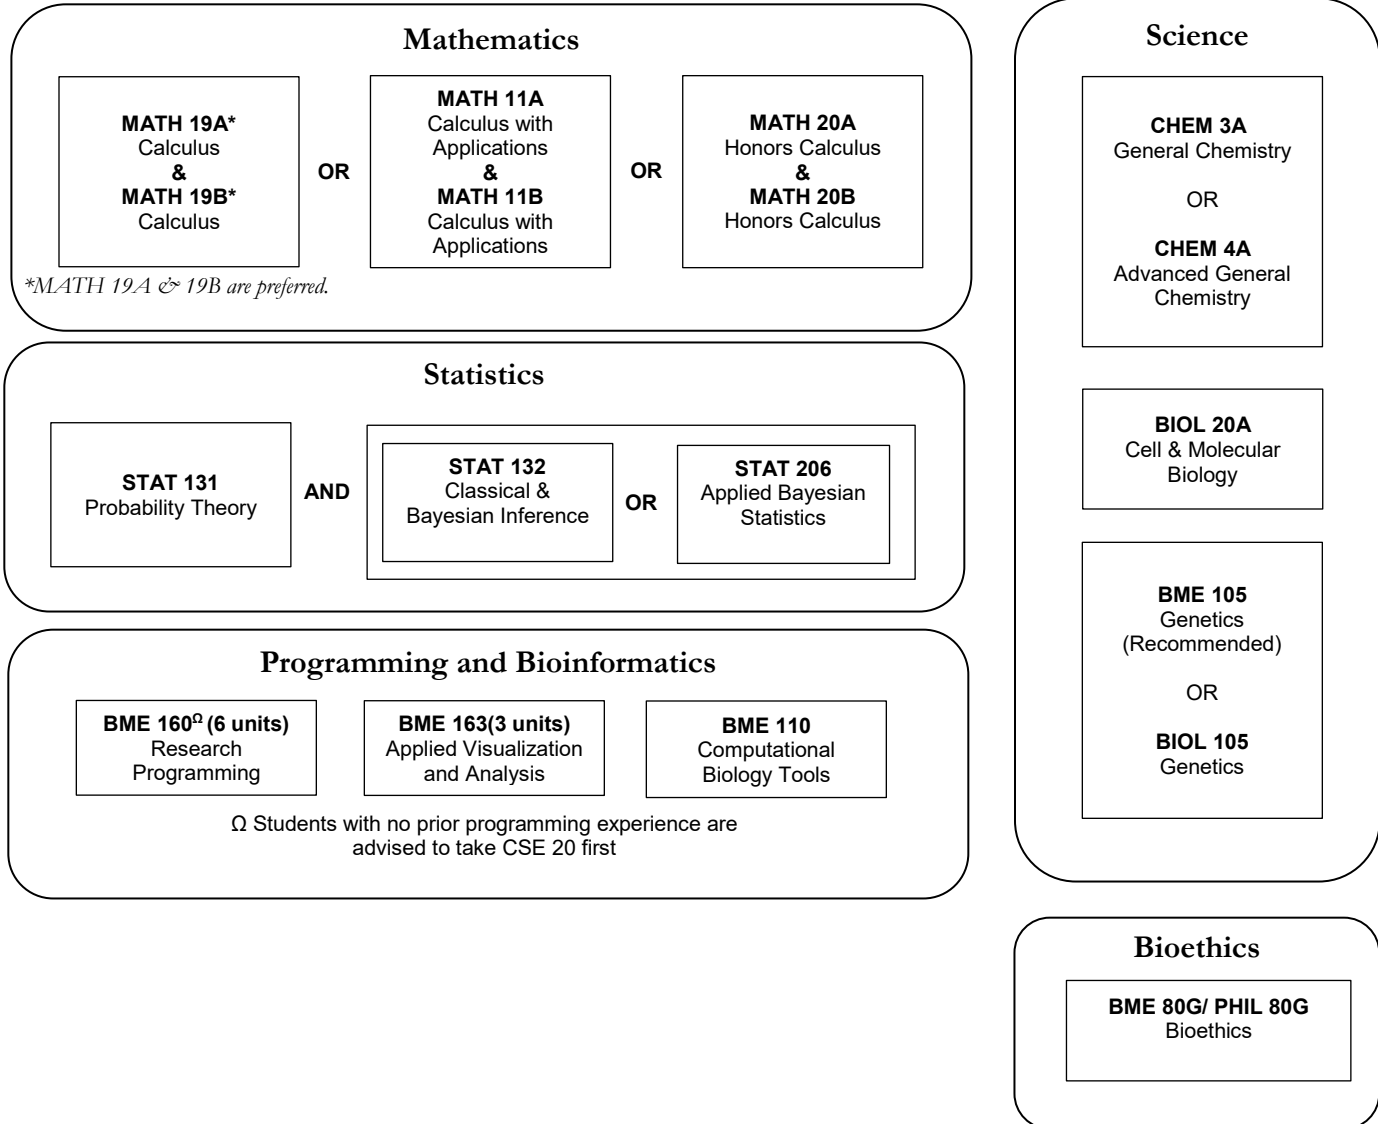 Mathematics
MATH 19A*
Calculus
&
MATH 19B*
Calculus
OR
MATH 11A
Calculus with
Applications
&
MATH 11B
Calculus with
Applications
OR
MATH 20A
Honors Calculus
&
MATH 20B
Honors Calculus
*MATH 19A & 19B are preferred.
Statistics
STAT 131
Probability Theory
AND
STAT 132
Classical &
Bayesian Inference
OR
STAT 206
Applied Bayesian
Statistics
Programming and Bioinformatics
BME 160Ω (6 units)
Research
Programming
BME 163(3 units)
Applied Visualization
and Analysis
BME 110
Computational
Biology Tools
Ω Students with no prior programming experience are
advised to take CSE 20 first
Science
CHEM 3A
General Chemistry
OR
CHEM 4A
Advanced General
Chemistry
BIOL 20A
Cell & Molecular
Biology
BME 105
Genetics
(Recommended)
OR
BIOL 105
Genetics
Bioethics
BME 80G/ PHIL 80G
Bioethics